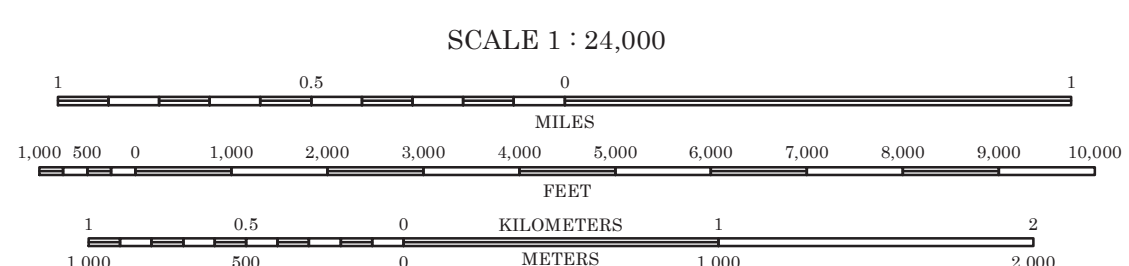 SCALE 1 : 24,000
1 0.5 0 1
MILES
1,000 500 0 1,000 2,000 3,000 4,000 5,000 6,000 7,000 8,000 9,000 10,000
FEET
1 0.5 0 KILOMETERS 1 2
1,000 500 0 METERS 1,000 2,000